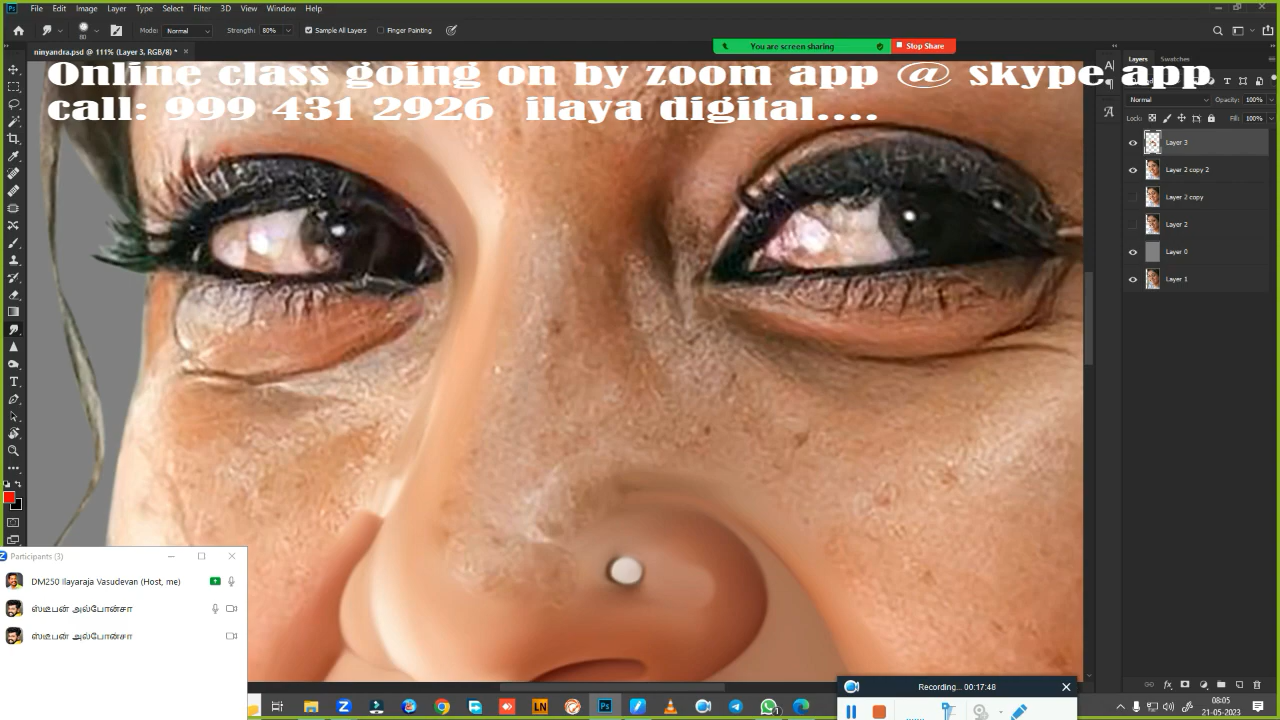 File Edit Image Layer Type Select Filter 3D View Window Help
80 Mode: Normal Strength: 80% Sample All Layers Finger Painting
ninyandra.psd @ 111% (Layer 3, RGB/8) *
You are screen sharing Stop Share
Online class going on by zoom app @ skype app
call: 999 431 2926 ilaya digital....
Layers Swatches
Normal Opacity: 100%
Lock: Fill: 100%
Layer 3
Layer 2 copy 2
Layer 2 copy
Layer 2
Layer 0
Layer 1
Participants (3)
DM250 Ilayaraja Vasudevan (Host, me)
ஸ்டீபன் அல்போன்சா
ஸ்டீபன் அல்போன்சா
Recording... 00:17:48
08:05
21-05-2023